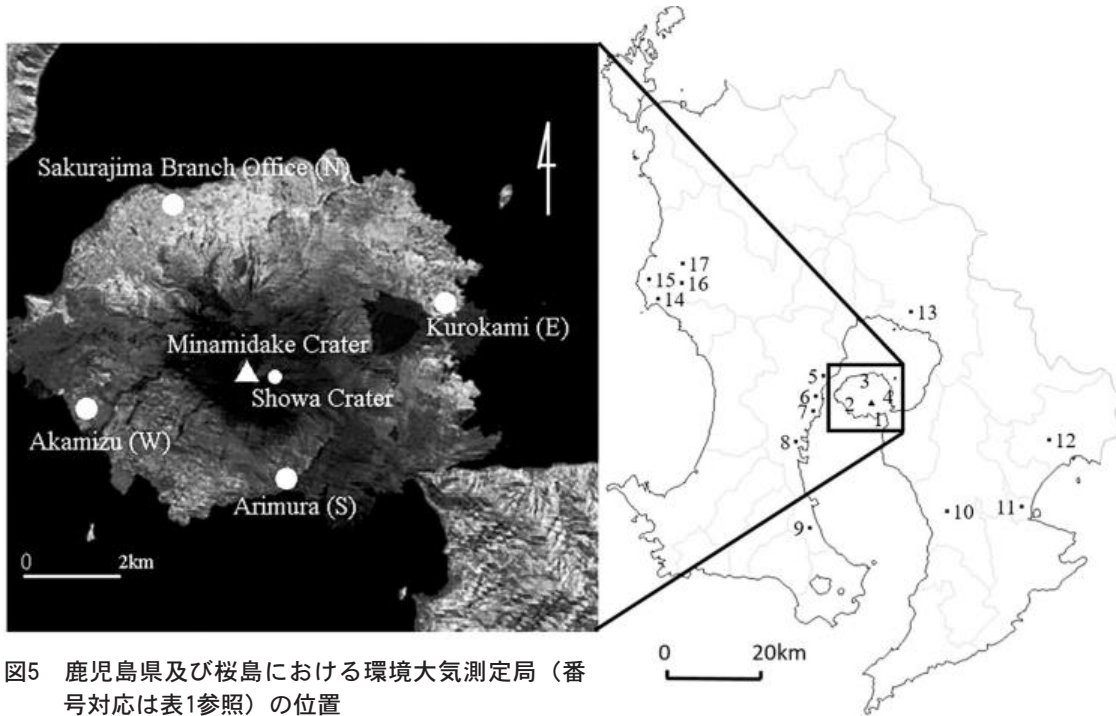 Sakurajima Branch Office (N)
Kurokami (E)
Minamidake Crater
Showa Crater
Akamizu (W)
Arimura (S)
0 2km
17
15 16
14
13
5
3
6 4
7 2
1
8
12
11
10
9
0 20km
図5 鹿児島県及び桜島における環境大気測定局（番
号対応は表1参照）の位置